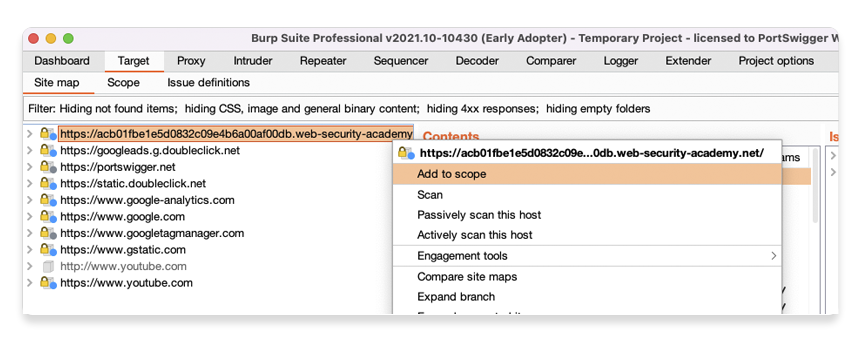 Burp Suite Professional v2021.10-10430 (Early Adopter) - Temporary Project - licensed to PortSwigger
Dashboard Target Proxy Intruder Repeater Sequencer Decoder Comparer Logger Extender Project options
Site map Scope Issue definitions
Filter: Hiding not found items; hiding CSS, image and general binary content; hiding 4xx responses; hiding empty folders
https://acb01fbe1e5d0832c09e4b6a00af00db.web-security-academy
https://googleads.g.doubleclick.net
https://portswigger.net
https://static.doubleclick.net
https://www.google-analytics.com
https://www.google.com
https://www.googletagmanager.com
https://www.gstatic.com
http://www.youtube.com
https://www.youtube.com
Contents
https://acb01fbe1e5d0832c09e...0db.web-security-academy.net/
Add to scope
Scan
Passively scan this host
Actively scan this host
Engagement tools
Compare site maps
Expand branch